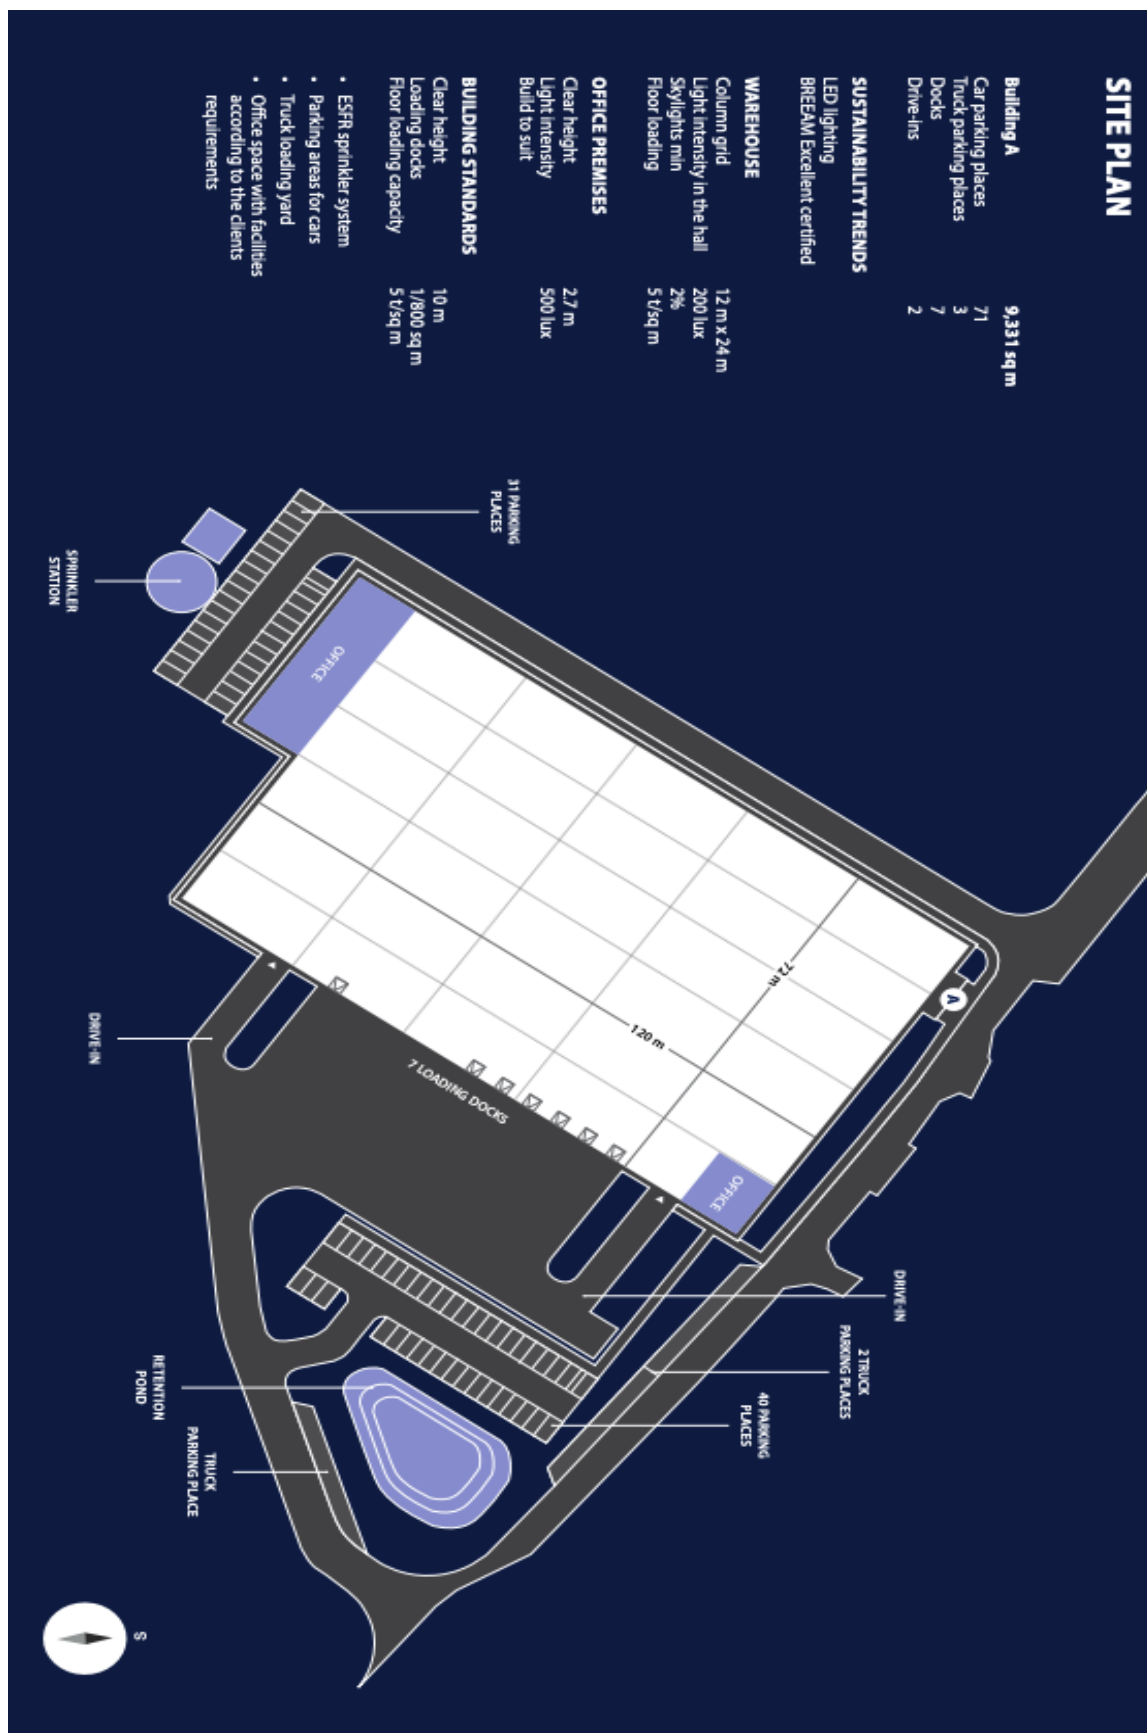 SITE PLAN
Building A 9,331 sq m
Car parking places 71
Truck parking places 3
Docks 7
Drive-ins 2
SUSTAINABILITY TRENDS
LED lighting
BREEAM Excellent certified
WAREHOUSE
Column grid 12 m x 24 m
Light intensity in the hall 200 lux
Skylights min 2%
Floor loading 5 t/sq m
OFFICE PREMISES
Clear height 2.7 m
Light intensity 500 lux
Build to suit
BUILDING STANDARDS
Clear height 10 m
Loading docks 1/800 sq m
Floor loading capacity 5 t/sq m
• ESFR sprinkler system
• Parking areas for cars
• Truck loading yard
• Office space with facilities
according to the clients
requirements
31 PARKING
PLACES
SPRINKLER
STATION
OFFICE
72 m
120 m
A
7 LOADING DOCKS
OFFICE
DRIVE-IN
DRIVE-IN
2 TRUCK
PARKING PLACES
40 PARKING
PLACES
RETENTION
POND
TRUCK
PARKING PLACE
S